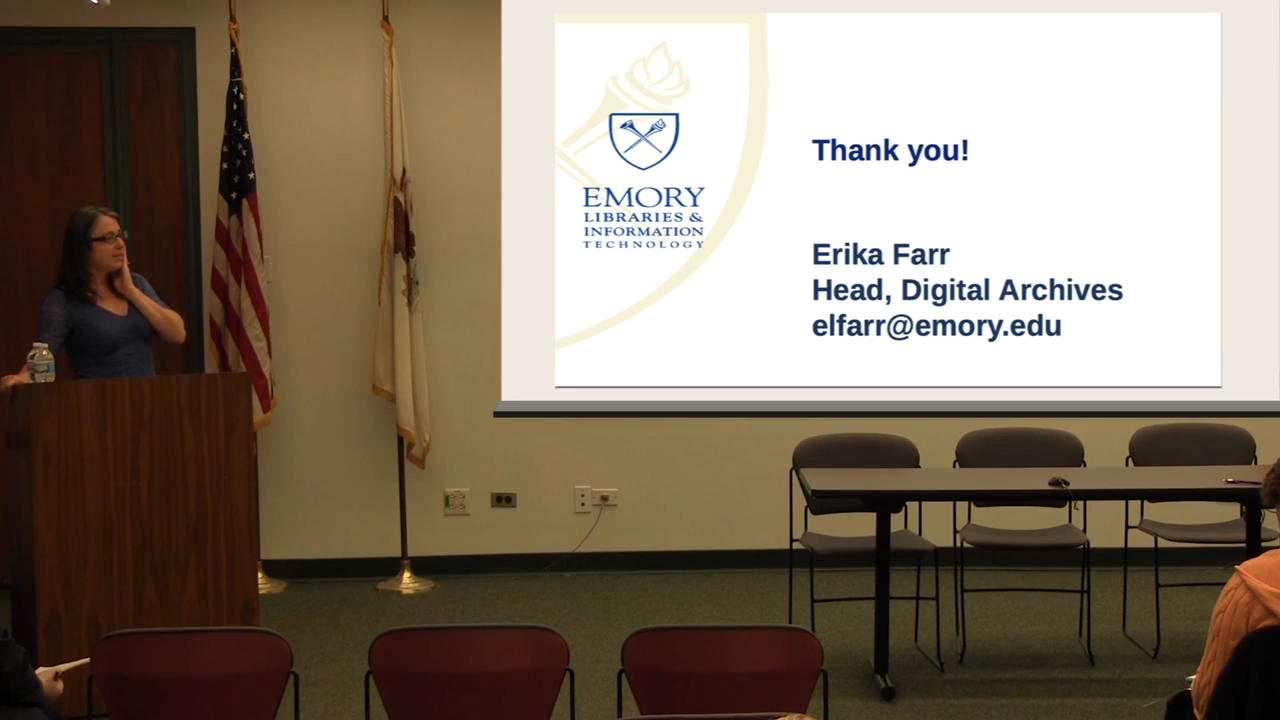 EMORY
LIBRARIES &
INFORMATION
TECHNOLOGY
Thank you!
Erika Farr
Head, Digital Archives
elfarr@emory.edu